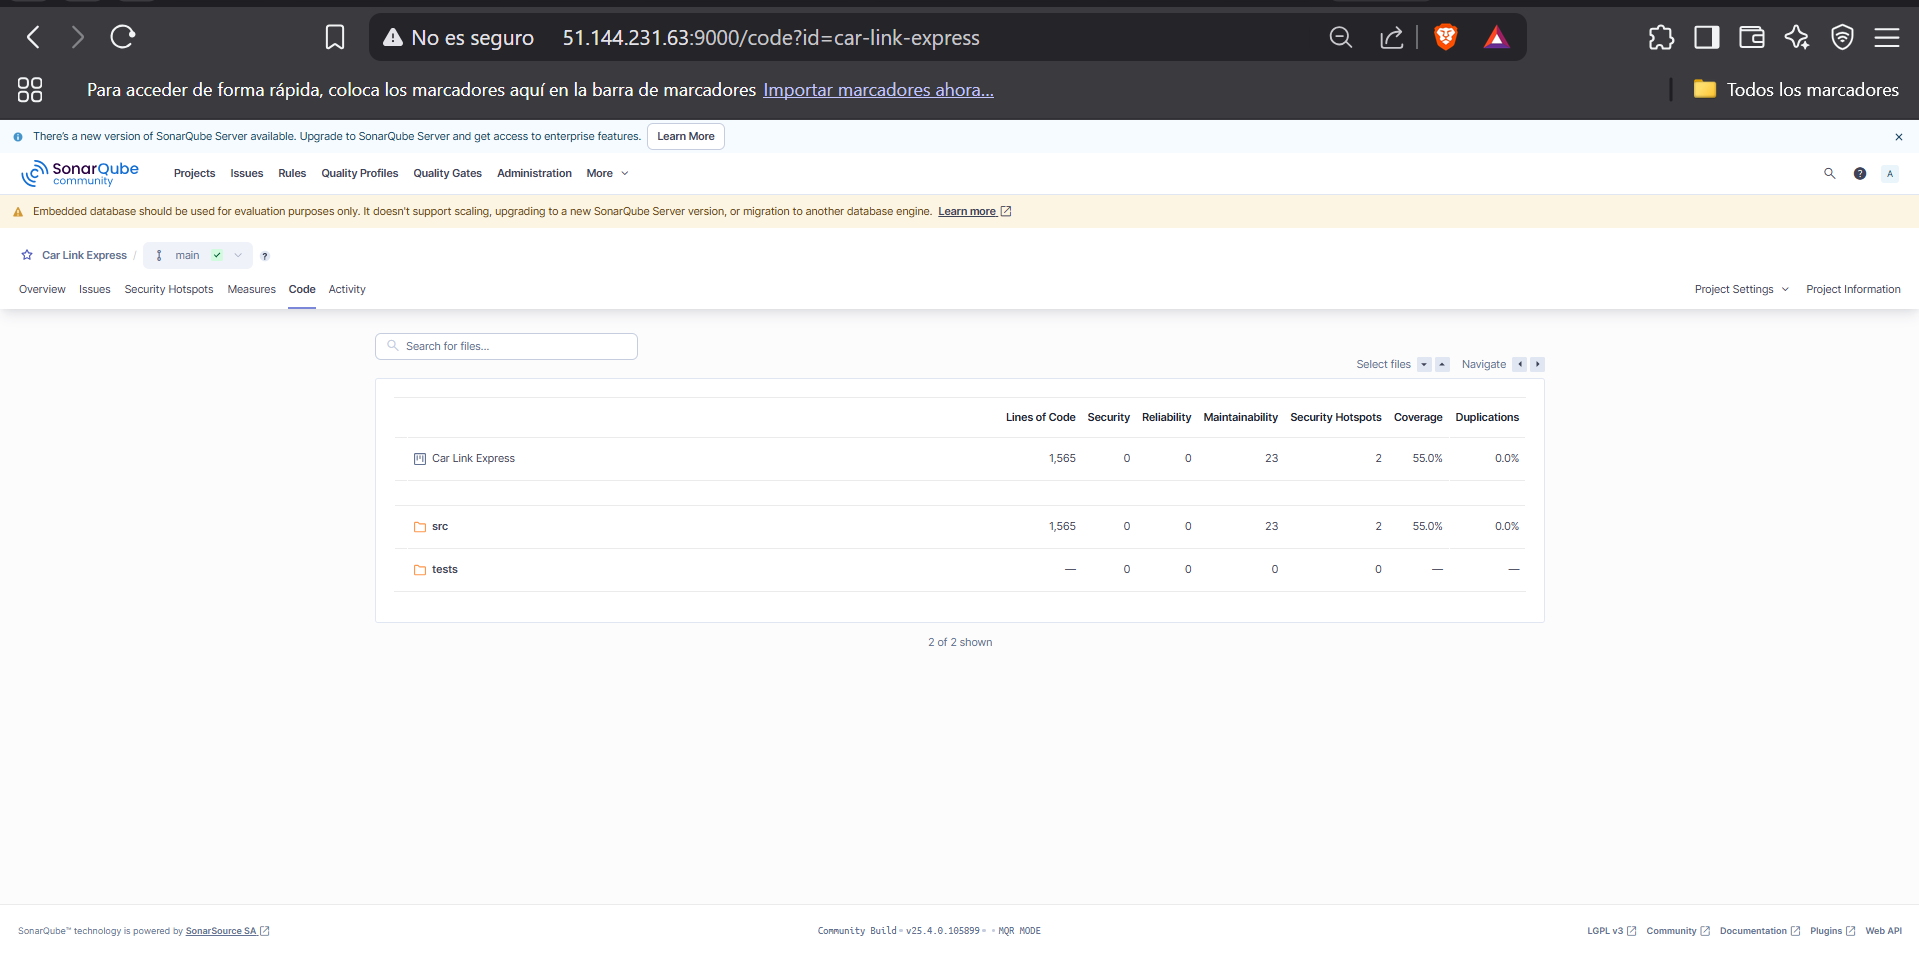 No es seguro 51.144.231.63:9000/code?id=car-link-express
Para acceder de forma rápida, coloca los marcadores aquí en la barra de marcadores Importar marcadores ahora... Todos los marcadores
There's a new version of SonarQube Server available. Upgrade to SonarQube Server and get access to enterprise features. Learn More
SonarQube community Projects Issues Rules Quality Profiles Quality Gates Administration More A
Embedded database should be used for evaluation purposes only. It doesn't support scaling, upgrading to a new SonarQube Server version, or migration to another database engine. Learn more
Car Link Express / main ?
Overview Issues Security Hotspots Measures Code Activity Project Settings Project Information
Search for files...
Select files Navigate
Lines of Code Security Reliability Maintainability Security Hotspots Coverage Duplications
Car Link Express 1,565 0 0 23 2 55.0% 0.0%
src 1,565 0 0 23 2 55.0% 0.0%
tests — 0 0 0 0 — —
2 of 2 shown
SonarQube™ technology is powered by SonarSource SA Community Build • v25.4.0.105899 • • MQR MODE LGPL v3 Community Documentation Plugins Web API